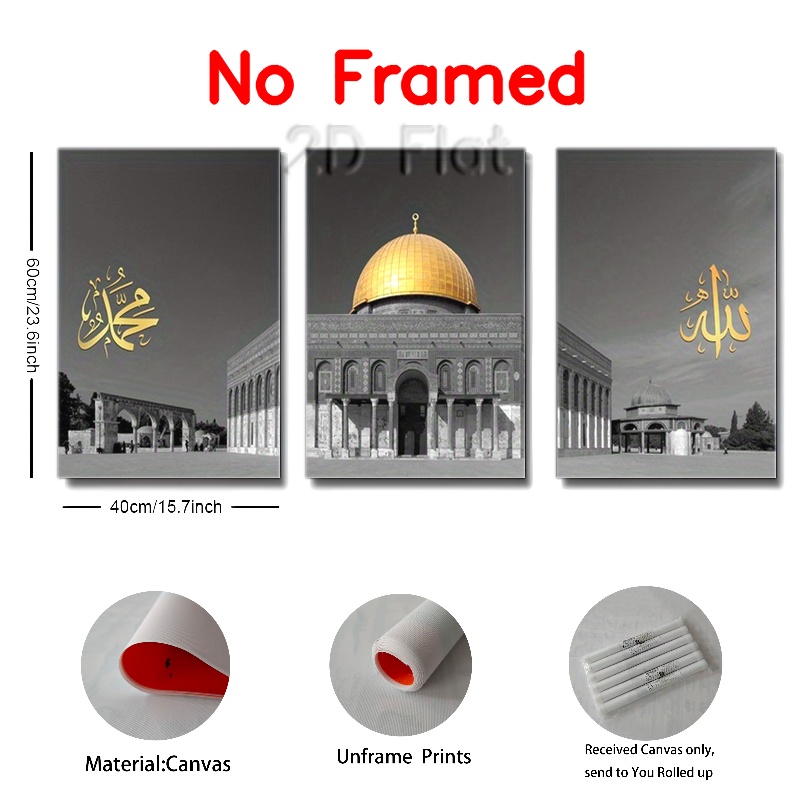 No Framed
2D Flat
60cm/23.6inch
محمد
الله
40cm/15.7inch
Material:Canvas
Unframe Prints
Received Canvas only,
send to You Rolled up